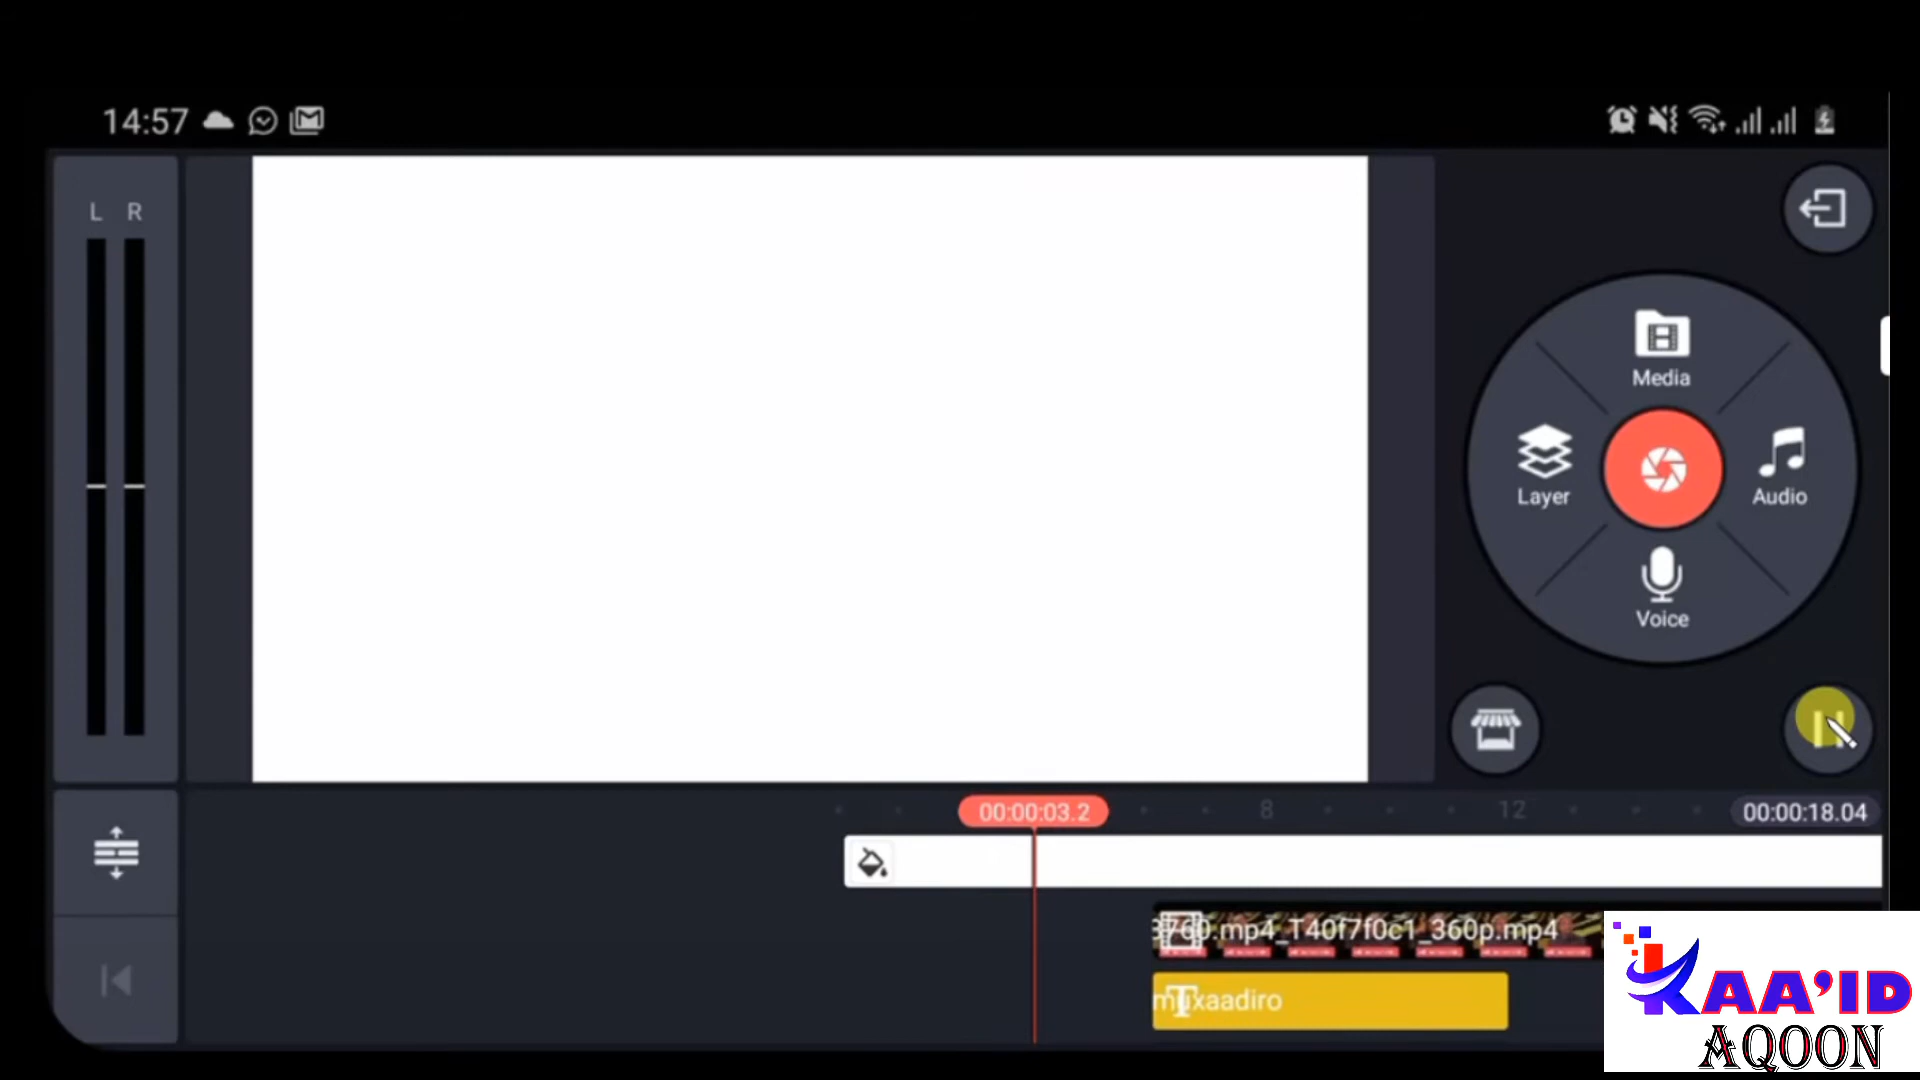 14:57
L R
Media
Layer
Audio
Voice
00:00:03.2
8
12
00:00:18.04
3760.mp4_T40f7f0c1_360p.mp4
muxaadiro
KAA'ID
AQOON